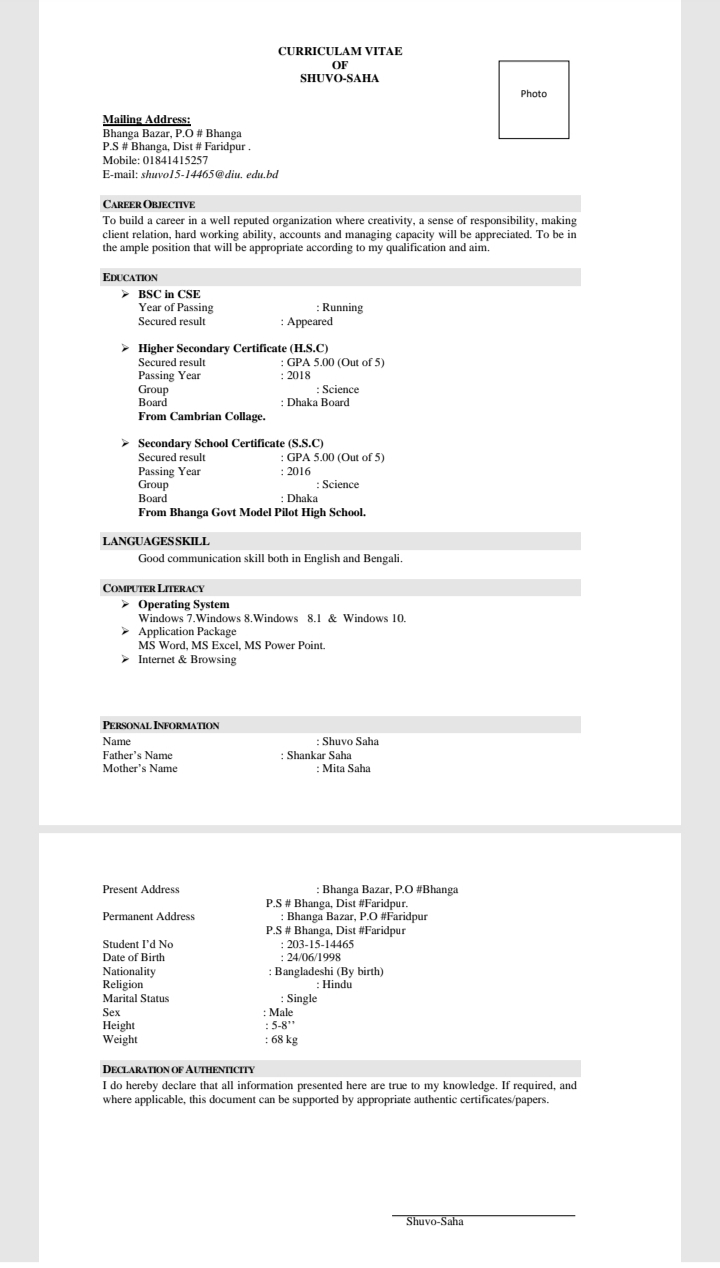 CURRICULAM VITAE
OF
SHUVO-SAHA
Photo
Mailing Address:
Bhanga Bazar, P.O # Bhanga
P.S # Bhanga, Dist # Faridpur .
Mobile: 01841415257
E-mail: shuvo15-14465@diu. edu.bd
CAREER OBJECTIVE
To build a career in a well reputed organization where creativity, a sense of responsibility, making
client relation, hard working ability, accounts and managing capacity will be appreciated. To be in
the ample position that will be appropriate according to my qualification and aim.
EDUCATION
➢ BSC in CSE
Year of Passing : Running
Secured result : Appeared
➢ Higher Secondary Certificate (H.S.C)
Secured result : GPA 5.00 (Out of 5)
Passing Year : 2018
Group : Science
Board : Dhaka Board
From Cambrian Collage.
➢ Secondary School Certificate (S.S.C)
Secured result : GPA 5.00 (Out of 5)
Passing Year : 2016
Group : Science
Board : Dhaka
From Bhanga Govt Model Pilot High School.
LANGUAGES SKILL
Good communication skill both in English and Bengali.
COMPUTER LITERACY
➢ Operating System
Windows 7.Windows 8.Windows 8.1 & Windows 10.
➢ Application Package
MS Word, MS Excel, MS Power Point.
➢ Internet & Browsing
PERSONAL INFORMATION
Name : Shuvo Saha
Father's Name : Shankar Saha
Mother's Name : Mita Saha
Present Address : Bhanga Bazar, P.O #Bhanga
P.S # Bhanga, Dist #Faridpur.
Permanent Address : Bhanga Bazar, P.O #Faridpur
P.S # Bhanga, Dist #Faridpur
Student I'd No : 203-15-14465
Date of Birth : 24/06/1998
Nationality : Bangladeshi (By birth)
Religion : Hindu
Marital Status : Single
Sex : Male
Height : 5-8’’
Weight : 68 kg
DECLARATION OF AUTHENTICITY
I do hereby declare that all information presented here are true to my knowledge. If required, and
where applicable, this document can be supported by appropriate authentic certificates/papers.
Shuvo-Saha